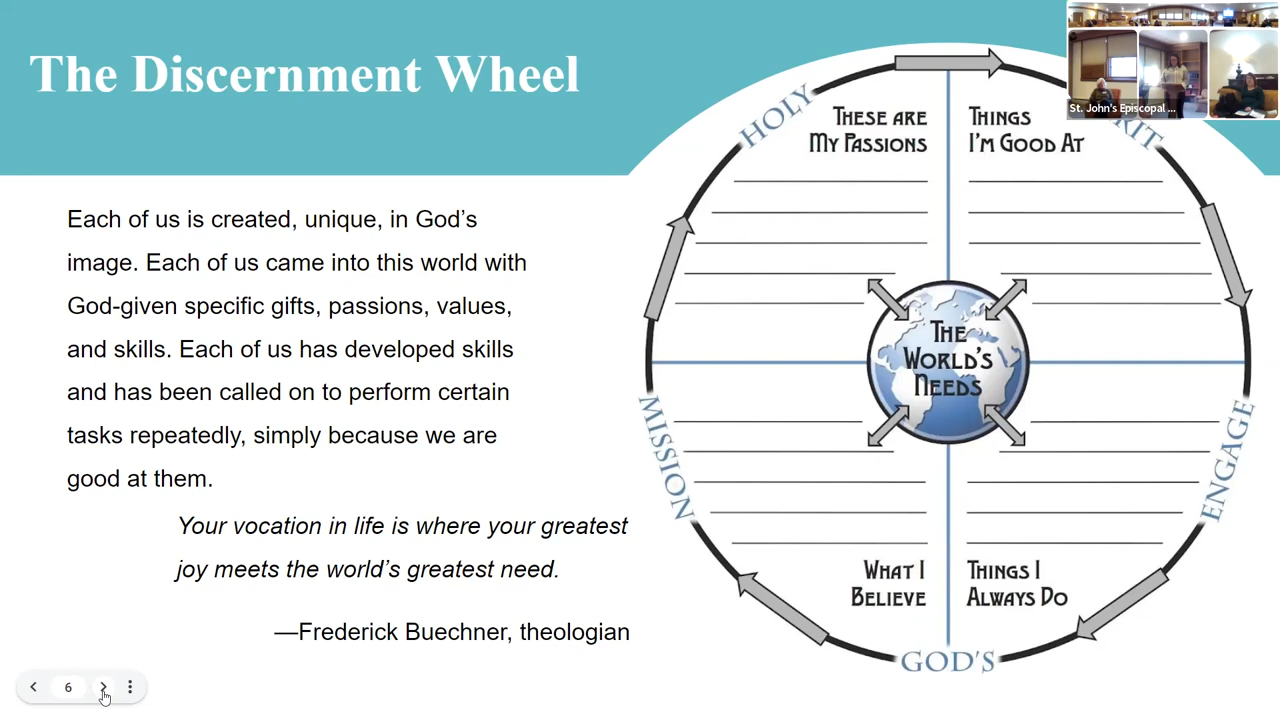 The Discernment Wheel
Each of us is created, unique, in God's
image. Each of us came into this world with
God-given specific gifts, passions, values,
and skills. Each of us has developed skills
and has been called on to perform certain
tasks repeatedly, simply because we are
good at them.
Your vocation in life is where your greatest
joy meets the world's greatest need.
—Frederick Buechner, theologian
6
HOLY
RIT
ENGAGE
GOD'S
MISSION
THESE ARE
MY PASSIONS
THINGS
I'M GOOD AT
THE
WORLD'S
NEEDS
WHAT I
BELIEVE
THINGS I
ALWAYS DO
St. John's Episcopal ...